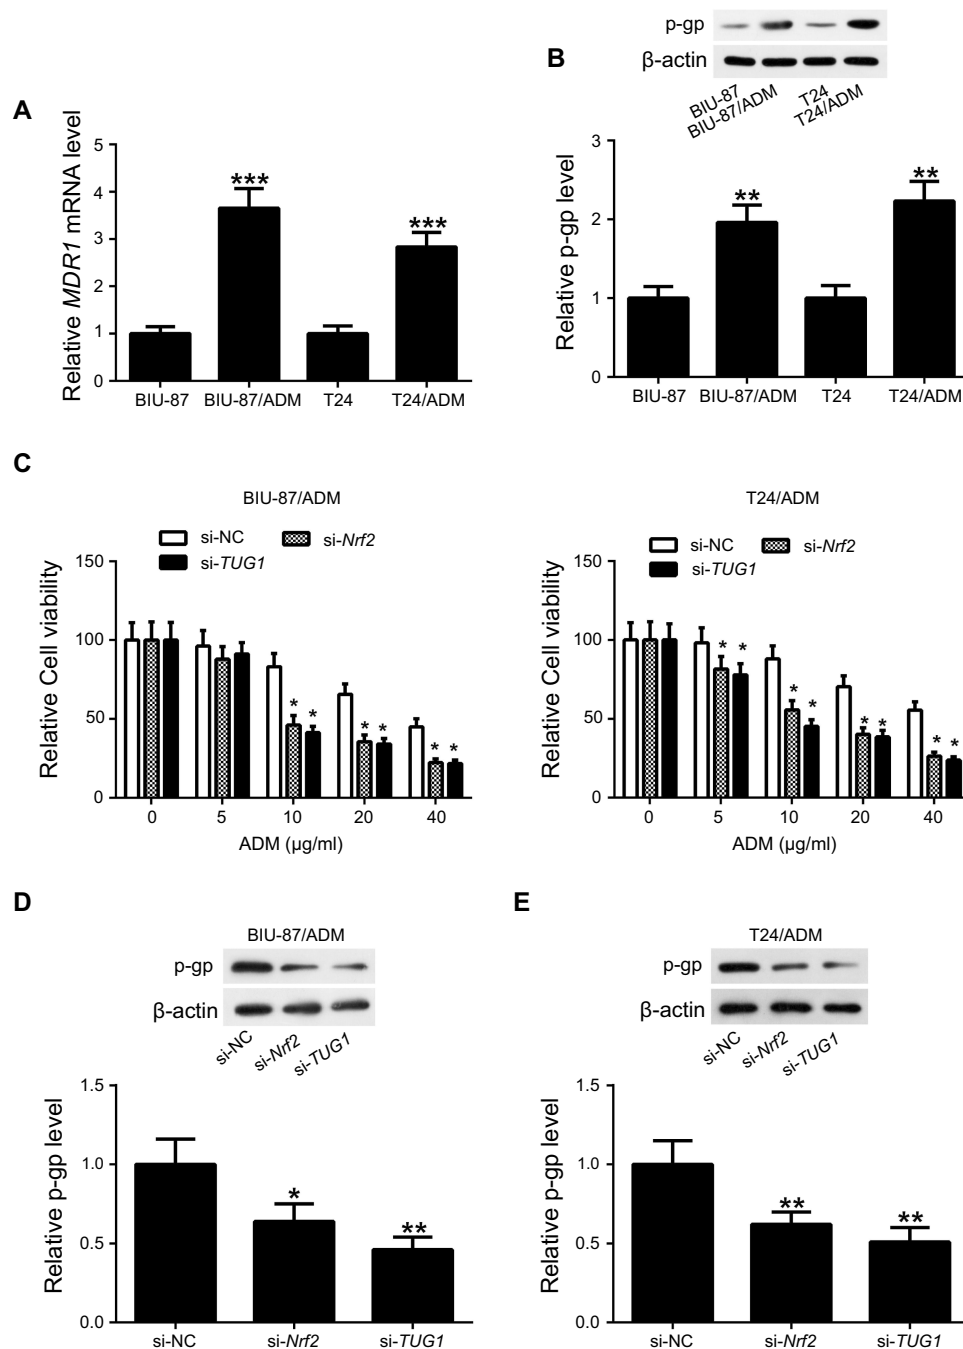 A
Relative MDR1 mRNA level
5
4
3
2
1
0
***
***
BIU-87
BIU-87/ADM
T24
T24/ADM
B
p-gp
β-actin
BIU-87
BIU-87/ADM
T24
T24/ADM
Relative p-gp level
3
2
1
0
**
**
BIU-87
BIU-87/ADM
T24
T24/ADM
C
BIU-87/ADM
si-NC
si-Nrf2
si-TUG1
Relative Cell viability
150
100
50
0
* *
* *
* *
0 5 10 20 40
ADM (μg/ml)
T24/ADM
si-NC
si-Nrf2
si-TUG1
Relative Cell viability
150
100
50
0
* *
* *
* *
* *
0 5 10 20 40
ADM (μg/ml)
D
BIU-87/ADM
p-gp
β-actin
si-NC
si-Nrf2
si-TUG1
Relative p-gp level
1.5
1.0
0.5
0.0
*
**
si-NC
si-Nrf2
si-TUG1
E
T24/ADM
p-gp
β-actin
si-NC
si-Nrf2
si-TUG1
Relative p-gp level
1.5
1.0
0.5
0.0
**
**
si-NC
si-Nrf2
si-TUG1